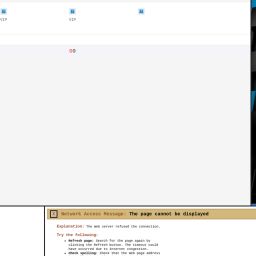 VIP
VIP
Network Access Message: The page cannot be displayed
Explanation: The Web server refused the connection.
Try the following:
Refresh page: Search for the page again by
clicking the Refresh button. The timeout could
have occurred due to Internet congestion.
Check spelling: Check that the Web page address